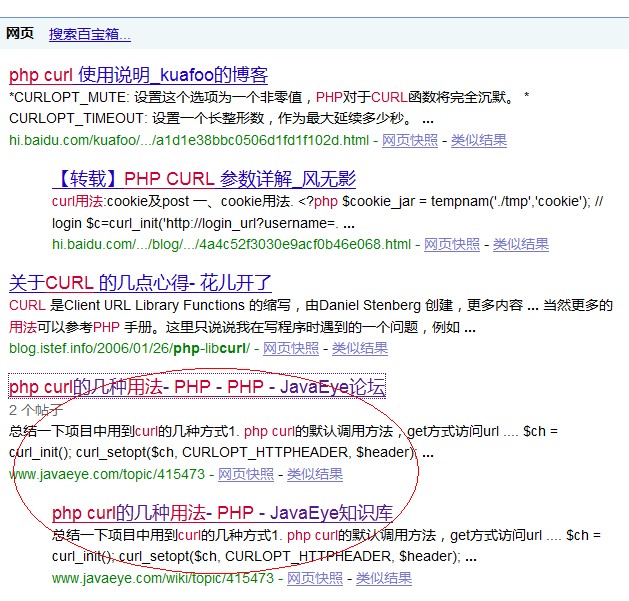 网页 搜索百宝箱...
php curl 使用说明_kuafoo的博客
*CURLOPT_MUTE: 设置这个选项为一个非零值，PHP对于CURL函数将完全沉默。 *
CURLOPT_TIMEOUT: 设置一个长整形数，作为最大延续多少秒。 ...
hi.baidu.com/kuafoo/.../a1d1e38bbc0506d1fd1f102d.html - 网页快照 - 类似结果
【转载】PHP CURL 参数详解_风无影
curl用法:cookie及post 一、cookie用法. <?php $cookie_jar = tempnam('./tmp','cookie'); //
login $c=curl_init('http://login_url?username=. ...
hi.baidu.com/.../blog/.../4a4c52f3030e9acf0b46e068.html - 网页快照 - 类似结果
关于CURL 的几点心得- 花儿开了
CURL 是Client URL Library Functions 的缩写，由Daniel Stenberg 创建，更多内容 ... 当然更多的
用法可以参考PHP 手册。这里只说说我在写程序时遇到的一个问题，例如 ...
blog.istef.info/2006/01/26/php-libcurl/ - 网页快照 - 类似结果
php curl的几种用法- PHP - PHP - JavaEye论坛
2 个帖子
总结一下项目中用到curl的几种方式1. php curl的默认调用方法，get方式访问url .... $ch =
curl_init(); curl_setopt($ch, CURLOPT_HTTPHEADER, $header); ...
www.javaeye.com/topic/415473 - 网页快照 - 类似结果
php curl的几种用法- PHP - JavaEye知识库
总结一下项目中用到curl的几种方式1. php curl的默认调用方法，get方式访问url .... $ch =
curl_init(); curl_setopt($ch, CURLOPT_HTTPHEADER, $header); ...
www.javaeye.com/wiki/topic/415473 - 网页快照 - 类似结果